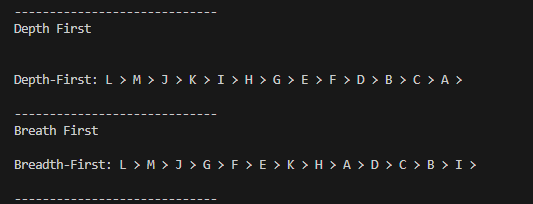 -----------------------------
Depth First
Depth-First: L > M > J > K > I > H > G > E > F > D > B > C > A >
-----------------------------
Breath First
Breadth-First: L > M > J > G > F > E > K > H > A > D > C > B > I >
-----------------------------